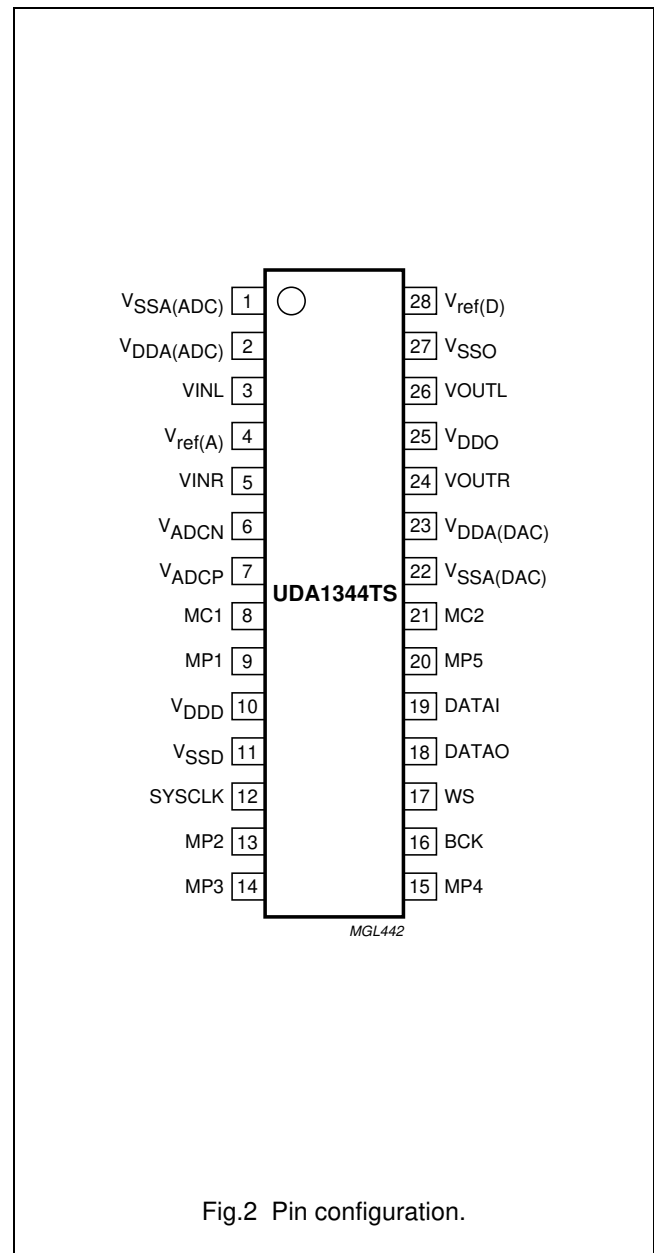 VSSA(ADC) 1
28 Vref(D)
VDDA(ADC) 2
27 VSSO
VINL 3
26 VOUTL
Vref(A) 4
25 VDDO
VINR 5
24 VOUTR
VADCN 6
23 VDDA(DAC)
VADCP 7
22 VSSA(DAC)
UDA1344TS
MC1 8
21 MC2
MP1 9
20 MP5
VDDD 10
19 DATAI
VSSD 11
18 DATAO
SYSCLK 12
17 WS
MP2 13
16 BCK
MP3 14
15 MP4
MGL442
Fig.2 Pin configuration.